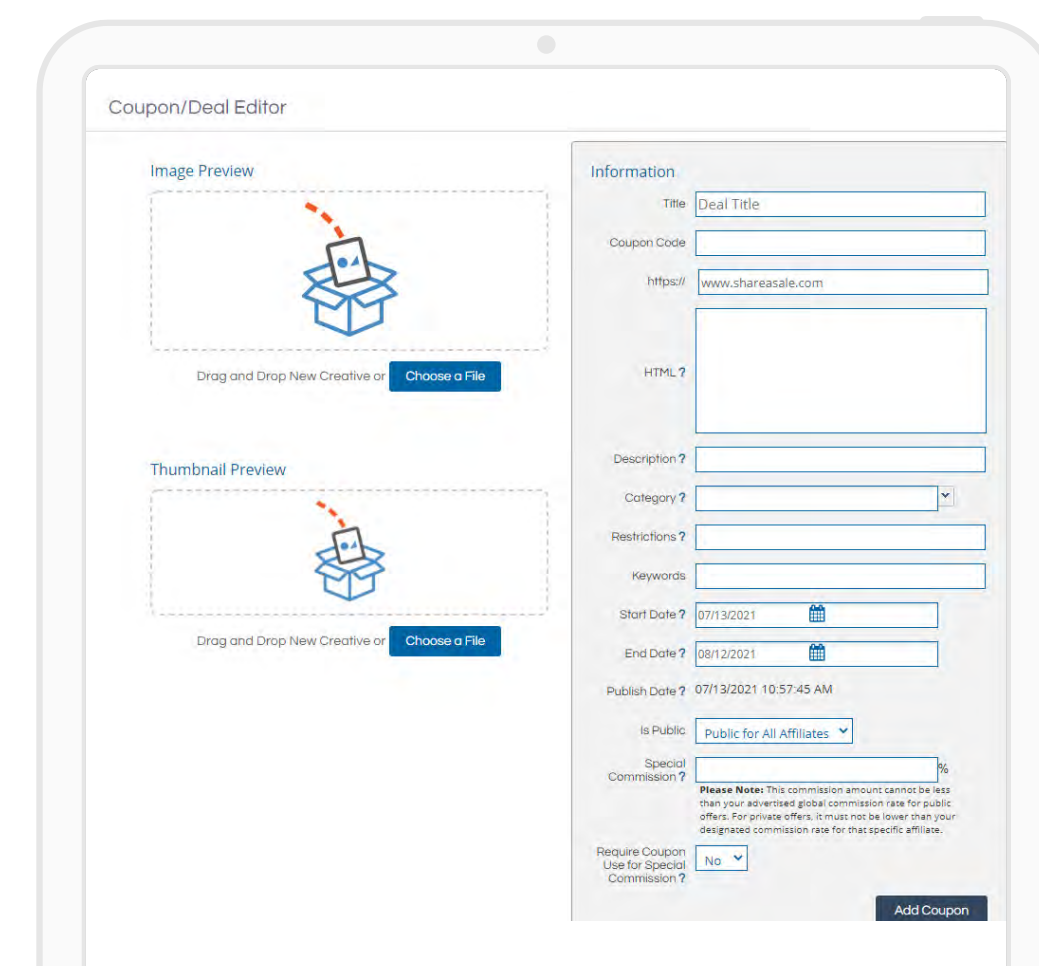 Coupon/Deal Editor
Image Preview
Drag and Drop New Creative or Choose a File
Thumbnail Preview
Drag and Drop New Creative or Choose a File
Information
Title Deal Title
Coupon Code
https:// www.shareasale.com
HTML ?
Description ?
Category ?
Restrictions ?
Keywords
Start Date ? 07/13/2021
End Date ? 08/12/2021
Publish Date ? 07/13/2021 10:57:45 AM
Is Public Public for All Affiliates
Special
Commission ?
%
Please Note: This commission amount cannot be less
than your advertised global commission rate for public
offers. For private offers, it must not be lower than your
designated commission rate for that specific affiliate.
Require Coupon
Use for Special
Commission ?
No
Add Coupon